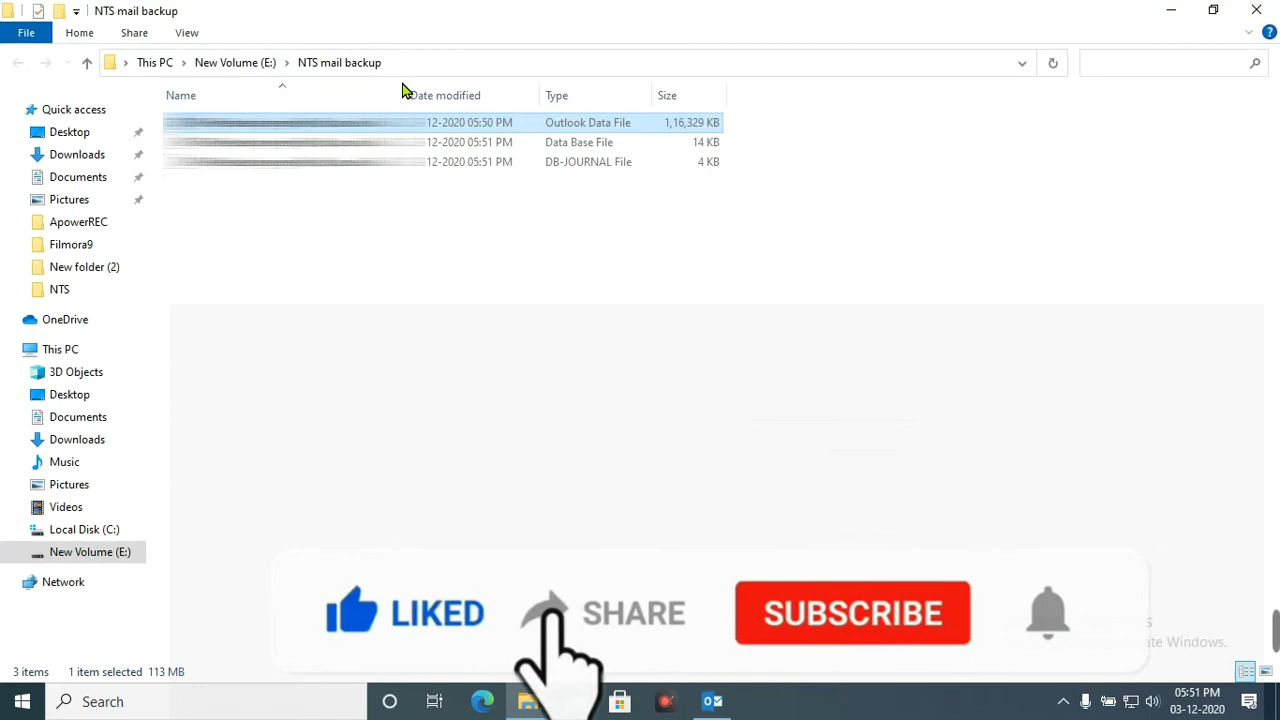 NTS mail backup
File Home Share View
This PC New Volume (E:) NTS mail backup
Name Date modified Type Size
12-2020 05:50 PM Outlook Data File 1,16,329 KB
12-2020 05:51 PM Data Base File 14 KB
12-2020 05:51 PM DB-JOURNAL File 4 KB
Quick access
Desktop
Downloads
Documents
Pictures
ApowerREC
Filmora9
New folder (2)
NTS
OneDrive
This PC
3D Objects
Desktop
Documents
Downloads
Music
Pictures
Videos
Local Disk (C:)
New Volume (E:)
Network
LIKED SHARE SUBSCRIBE
ate Windows.
3 items 1 item selected 113 MB
Search
05:51 PM
03-12-2020